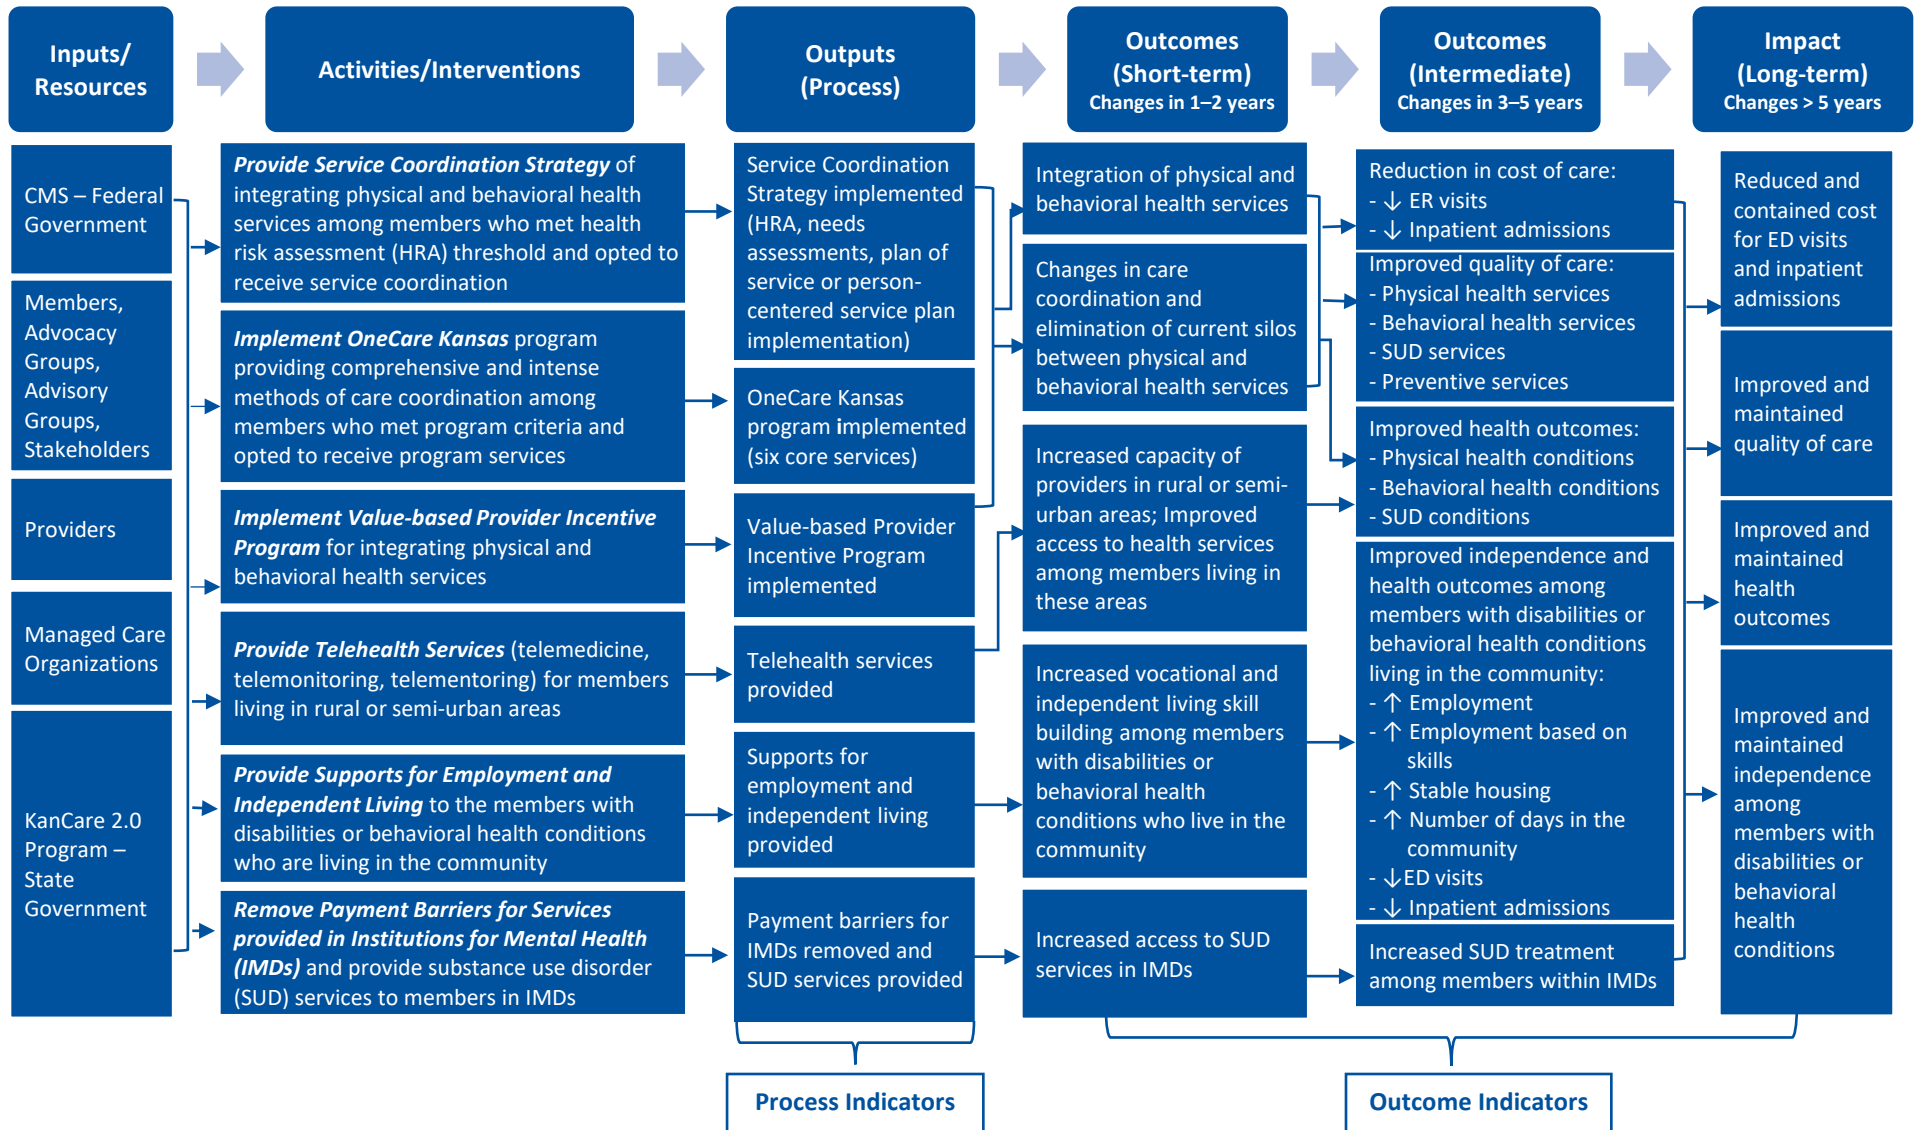 Inputs/
Resources
Activities/Interventions
Outputs
(Process)
Outcomes
(Short-term)
Changes in 1–2 years
Outcomes
(Intermediate)
Changes in 3–5 years
Impact
(Long-term)
Changes > 5 years
CMS – Federal
Government
Members,
Advocacy
Groups,
Advisory
Groups,
Stakeholders
Providers
Managed Care
Organizations
KanCare 2.0
Program –
State
Government
Provide Service Coordination Strategy of
integrating physical and behavioral health
services among members who met health
risk assessment (HRA) threshold and opted to
receive service coordination
Implement OneCare Kansas program
providing comprehensive and intense
methods of care coordination among
members who met program criteria and
opted to receive program services
Implement Value-based Provider Incentive
Program for integrating physical and
behavioral health services
Provide Telehealth Services (telemedicine,
telemonitoring, telementoring) for members
living in rural or semi-urban areas
Provide Supports for Employment and
Independent Living to the members with
disabilities or behavioral health conditions
who are living in the community
Remove Payment Barriers for Services
provided in Institutions for Mental Health
(IMDs) and provide substance use disorder
(SUD) services to members in IMDs
Service Coordination
Strategy implemented
(HRA, needs
assessments, plan of
service or person-
centered service plan
implementation)
OneCare Kansas
program implemented
(six core services)
Value-based Provider
Incentive Program
implemented
Telehealth services
provided
Supports for
employment and
independent living
provided
Payment barriers for
IMDs removed and
SUD services provided
Integration of physical and
behavioral health services
Changes in care
coordination and
elimination of current silos
between physical and
behavioral health services
Increased capacity of
providers in rural or semi-
urban areas; Improved
access to health services
among members living in
these areas
Increased vocational and
independent living skill
building among members
with disabilities or
behavioral health
conditions who live in the
community
Increased access to SUD
services in IMDs
Reduction in cost of care:
- ↓ ER visits
- ↓ Inpatient admissions
Improved quality of care:
- Physical health services
- Behavioral health services
- SUD services
- Preventive services
Improved health outcomes:
- Physical health conditions
- Behavioral health conditions
- SUD conditions
Improved independence and
health outcomes among
members with disabilities or
behavioral health conditions
living in the community:
- ↑ Employment
- ↑ Employment based on
skills
- ↑ Stable housing
- ↑ Number of days in the
community
- ↓ED visits
- ↓ Inpatient admissions
Increased SUD treatment
among members within IMDs
Reduced and
contained cost
for ED visits
and inpatient
admissions
Improved and
maintained
quality of care
Improved and
maintained
health
outcomes
Improved and
maintained
independence
among
members with
disabilities or
behavioral
health
conditions
Process Indicators
Outcome Indicators